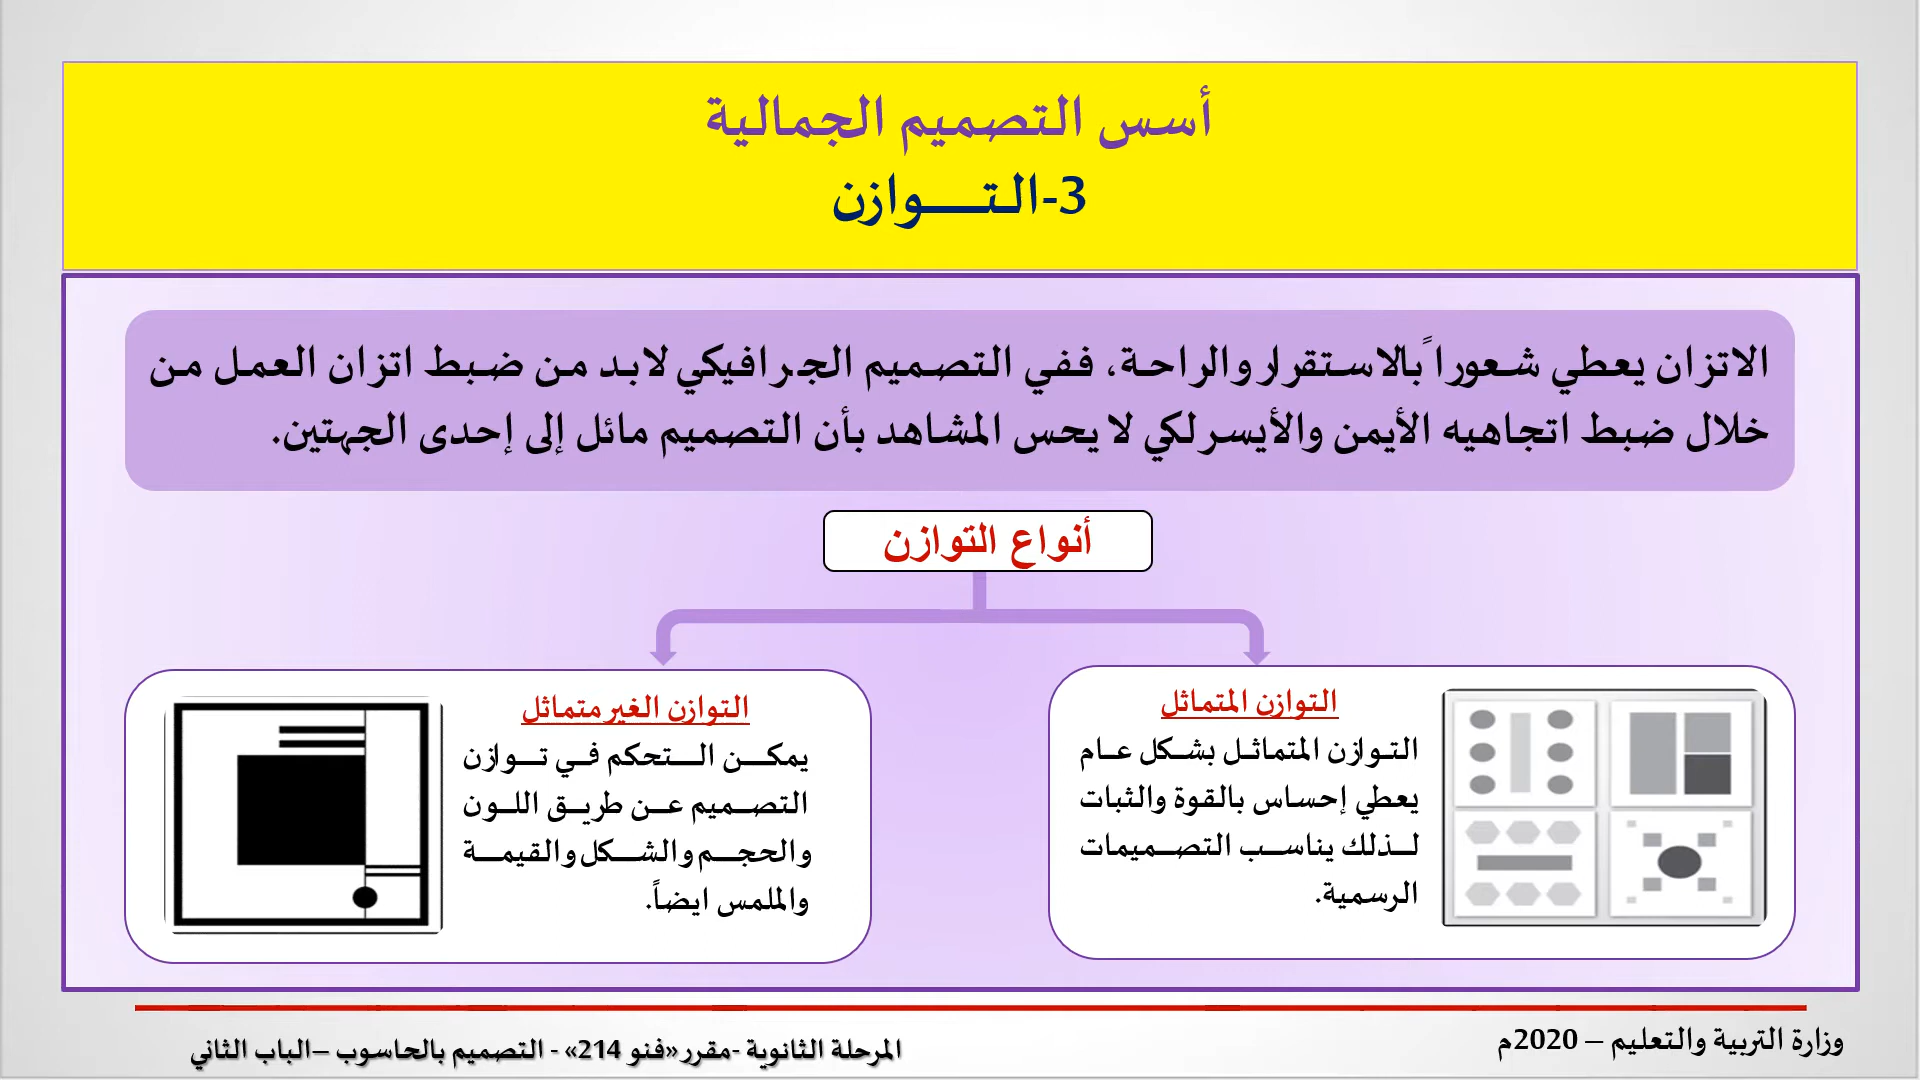 أسس التصميم الجمالية
3-التـــــوازن
الاتزان يعطي شعوراً بالاستقرار والراحة، ففي التصميم الجرافيكي لابد من ضبط اتزان العمل من
خلال ضبط اتجاهيه الأيمن والأيسر لكي لا يحس المشاهد بأن التصميم مائل إلى إحدى الجهتين.
أنواع التوازن
التوازن المتماثل
التوازن المتماثل بشكل عام
يعطي إحساس بالقوة والثبات
لذلك يناسب التصميمات
الرسمية.
التوازن الغير متماثل
يمكن التحكم في توازن
التصميم عن طريق اللون
والحجم والشكل والقيمة
والملمس ايضاً.
وزارة التربية والتعليم – 2020م
المرحلة الثانوية -مقرر «فنو 214» - التصميم بالحاسوب –الباب الثاني